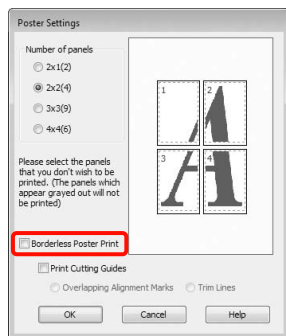 Poster Settings
Number of panels
2x1(2)
2x2(4)
3x3(9)
4x4(6)
1
2
3
4
Please select the panels
that you don't wish to be
printed. (The panels which
appear grayed out will not
be printed)
Borderless Poster Print
Print Cutting Guides
Overlapping Alignment Marks
Trim Lines
OK
Cancel
Help